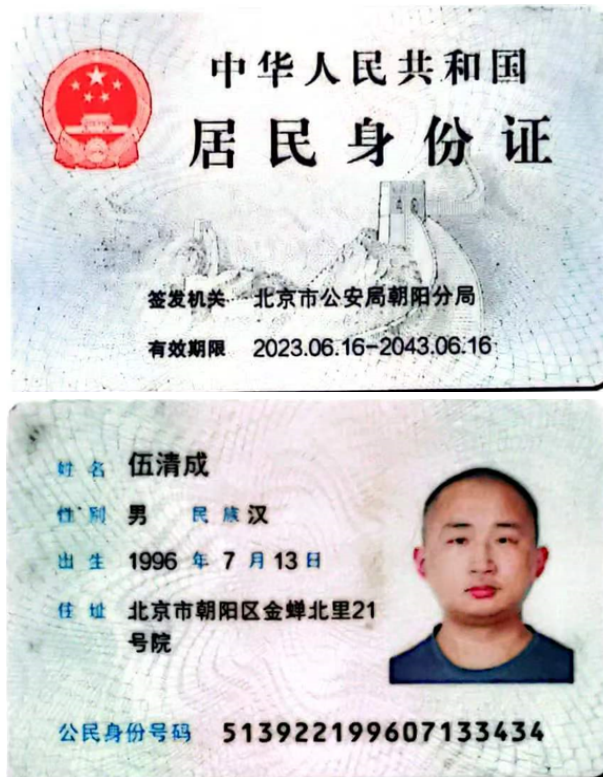 中华人民共和国
居民身份证
签发机关 北京市公安局朝阳分局
有效期限 2023.06.16-2043.06.16
姓名 伍清成
性别 男 民族 汉
出生 1996 年 7 月 13 日
住址 北京市朝阳区金蝉北里21
号院
公民身份号码 513922199607133434